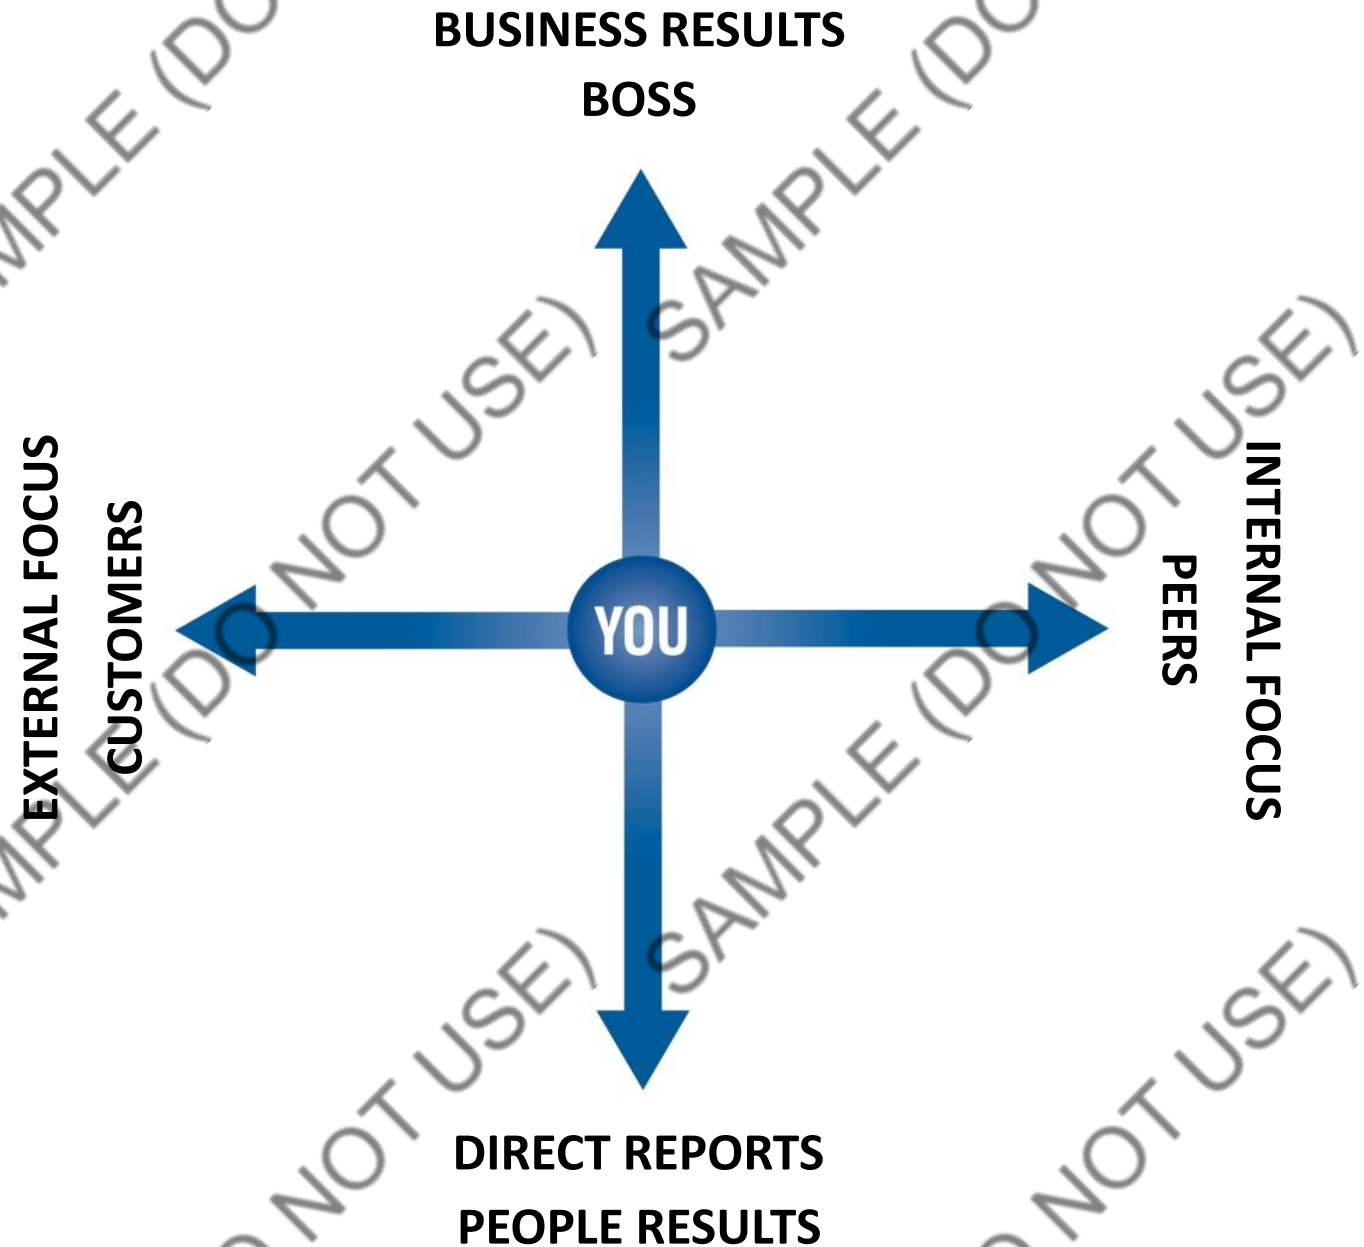 BUSINESS RESULTS
BOSS
EXTERNAL FOCUS
CUSTOMERS
YOU
PEERS
INTERNAL FOCUS
DIRECT REPORTS
PEOPLE RESULTS
SAMPLE (DO NOT USE)
SAMPLE (DO NOT USE)